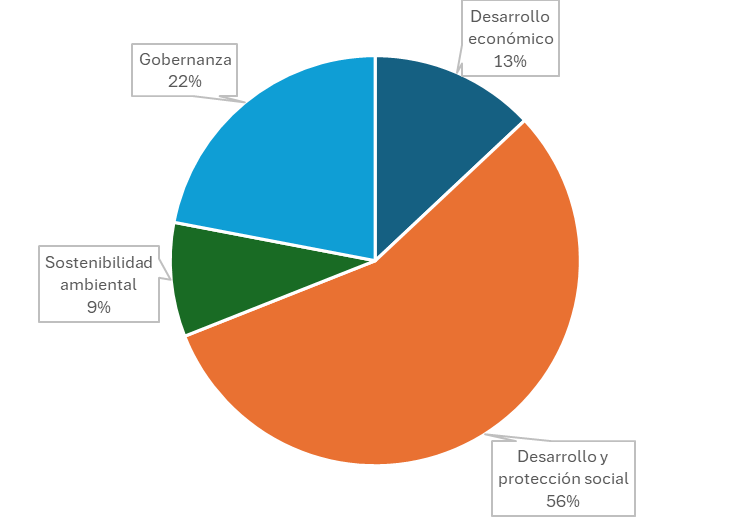 Desarrollo
económico
13%
Gobernanza
22%
Sostenibilidad
ambiental
9%
Desarrollo y
protección social
56%